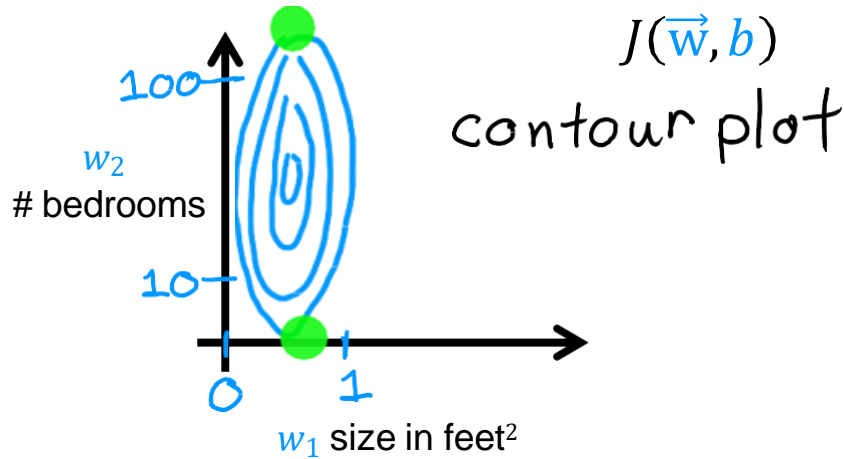 J(w⃗, b)
contour plot
100
w₂
# bedrooms
10
0
1
w₁ size in feet²